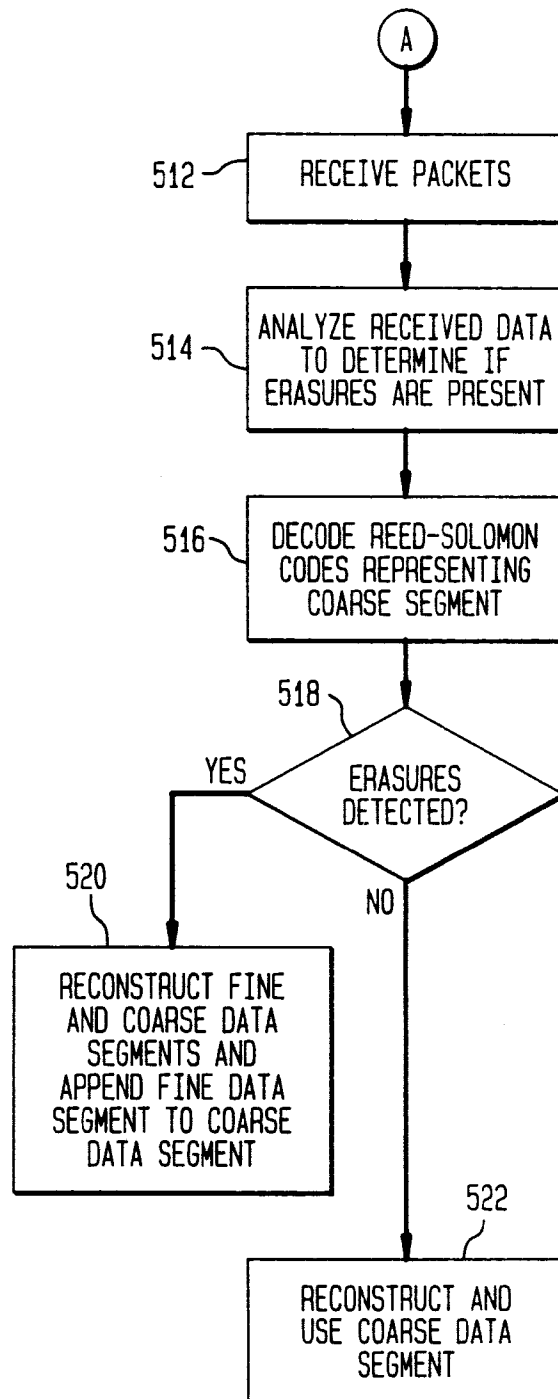 A
512
RECEIVE PACKETS
514
ANALYZE RECEIVED DATA
TO DETERMINE IF
ERASURES ARE PRESENT
516
DECODE REED-SOLOMON
CODES REPRESENTING
COARSE SEGMENT
518
YES
ERASURES
DETECTED?
NO
520
RECONSTRUCT FINE
AND COARSE DATA
SEGMENTS AND
APPEND FINE DATA
SEGMENT TO COARSE
DATA SEGMENT
522
RECONSTRUCT AND
USE COARSE DATA
SEGMENT